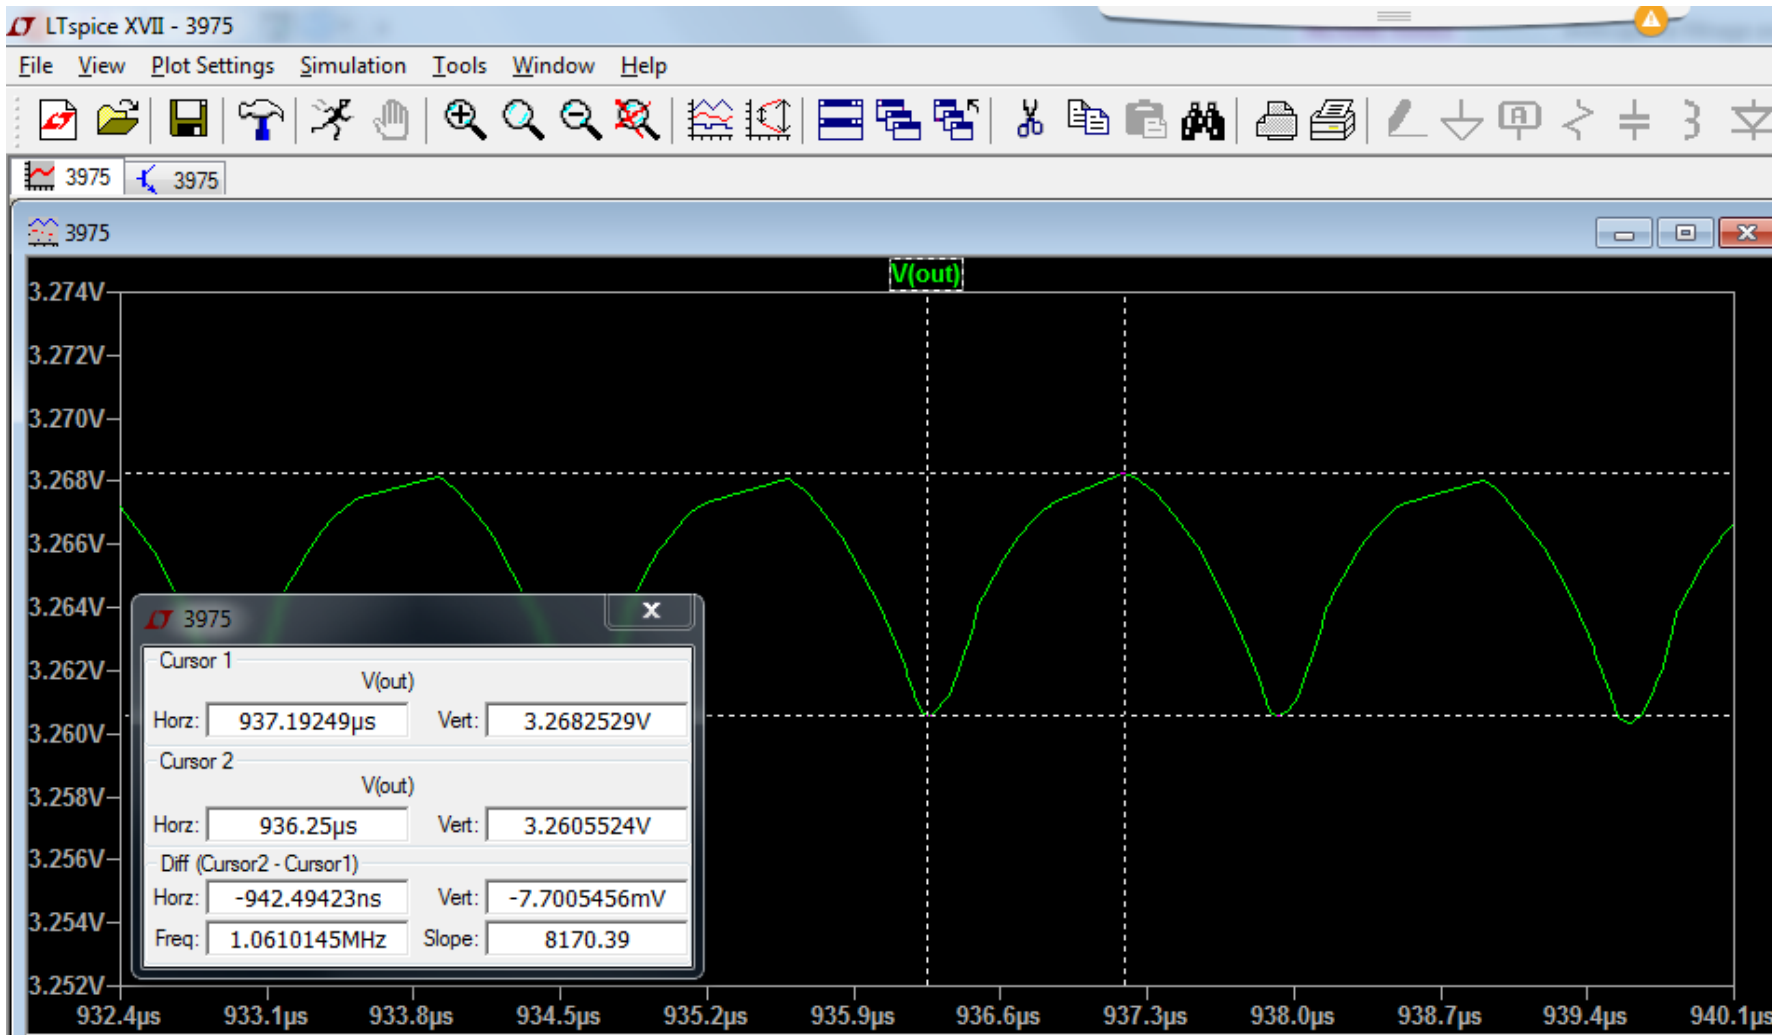 LTspice XVII - 3975
File View Plot Settings Simulation Tools Window Help
3975 3975
3975
V(out)
3.274V
3.272V
3.270V
3.268V
3.266V
3.264V
3.262V
3.260V
3.258V
3.256V
3.254V
3.252V
3975
Cursor 1
V(out)
Horz: 937.19249µs Vert: 3.2682529V
Cursor 2
V(out)
Horz: 936.25µs Vert: 3.2605524V
Diff (Cursor2 - Cursor1)
Horz: -942.49423ns Vert: -7.7005456mV
Freq: 1.0610145MHz Slope: 8170.39
932.4µs 933.1µs 933.8µs 934.5µs 935.2µs 935.9µs 936.6µs 937.3µs 938.0µs 938.7µs 939.4µs 940.1µs